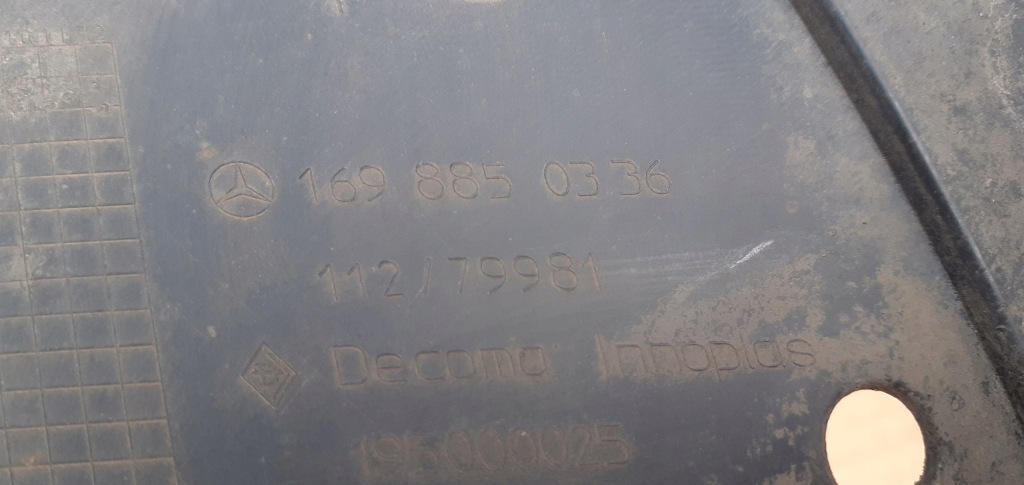 169 885 03 36
112/79981
Decoma Innoplas
195000025